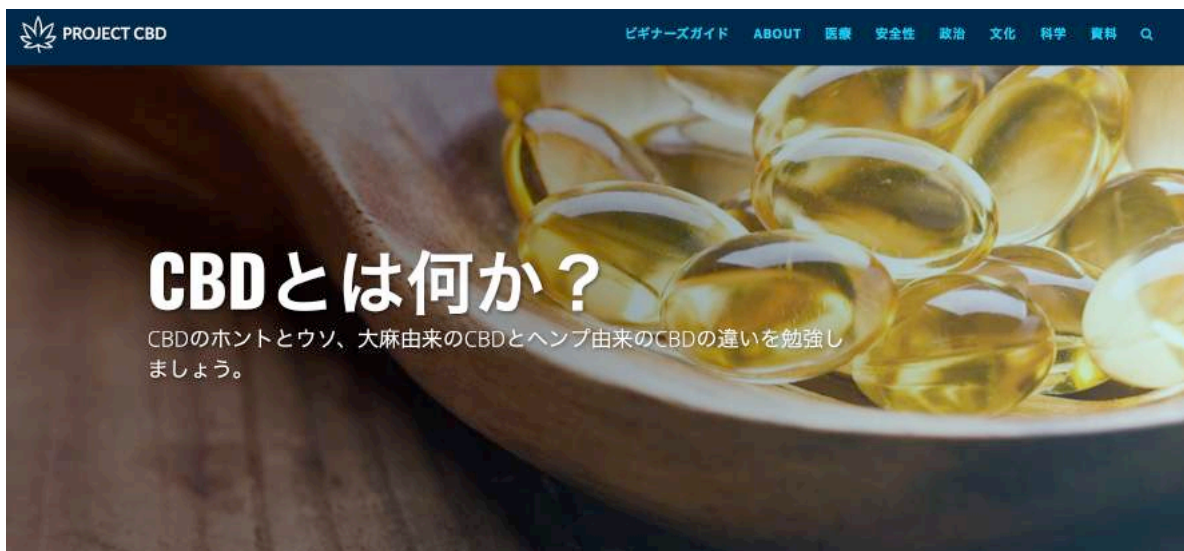 PROJECT CBD
ビギナーズガイド ABOUT 医療 安全性 政治 文化 科学 資料
CBDとは何か？
CBDのホントとウソ、大麻由来のCBDとヘンプ由来のCBDの違いを勉強し
ましょう。